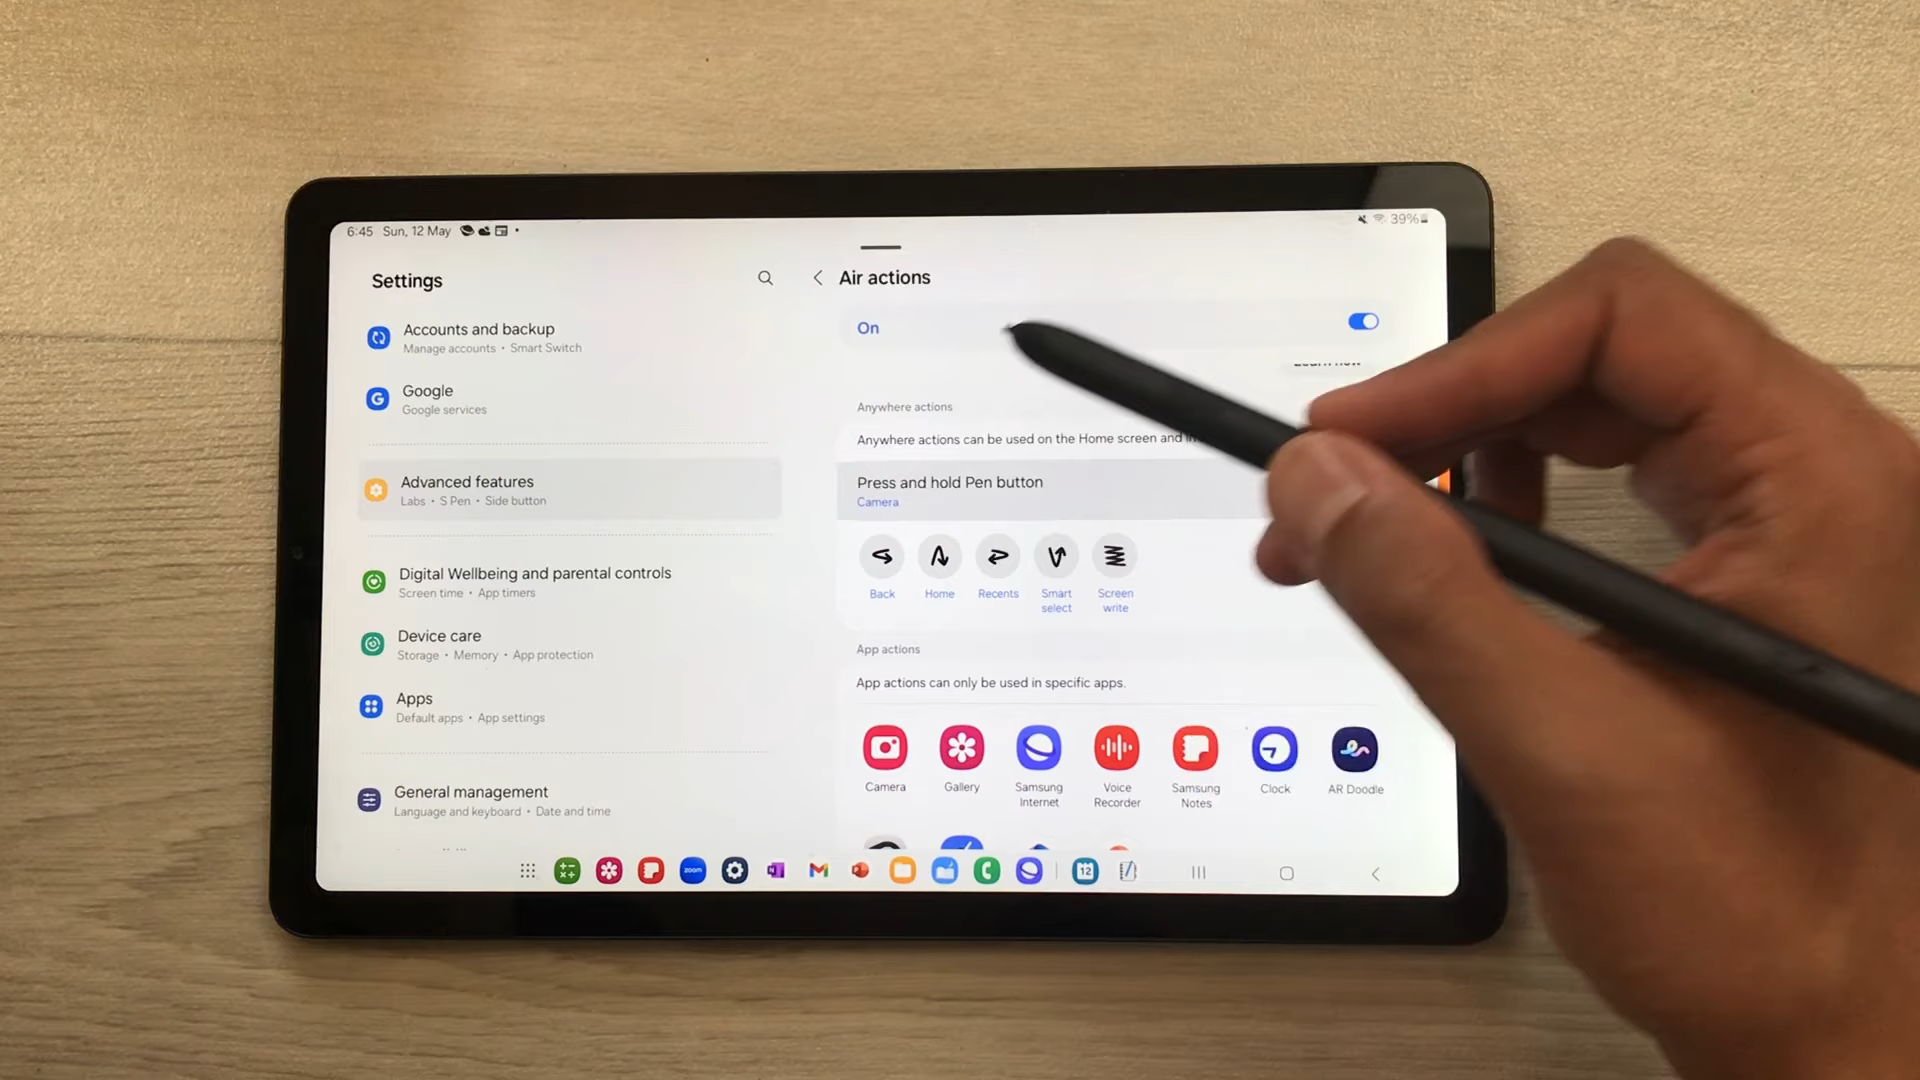 6:45 Sun, 12 May
39%
Settings
Accounts and backup
Manage accounts • Smart Switch
Google
Google services
Advanced features
Labs • S Pen • Side button
Digital Wellbeing and parental controls
Screen time • App timers
Device care
Storage • Memory • App protection
Apps
Default apps • App settings
General management
Language and keyboard • Date and time
Air actions
On
Anywhere actions
Anywhere actions can be used on the Home screen and
Press and hold Pen button
Camera
Back
Home
Recents
Smart
select
Screen
write
App actions
App actions can only be used in specific apps.
Camera
Gallery
Samsung
Internet
Voice
Recorder
Samsung
Notes
Clock
AR Doodle
zoom
12